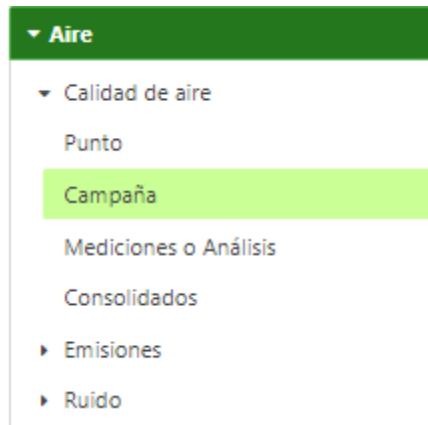 Aire
Calidad de aire
Punto
Campaña
Mediciones o Análisis
Consolidados
Emisiones
Ruido